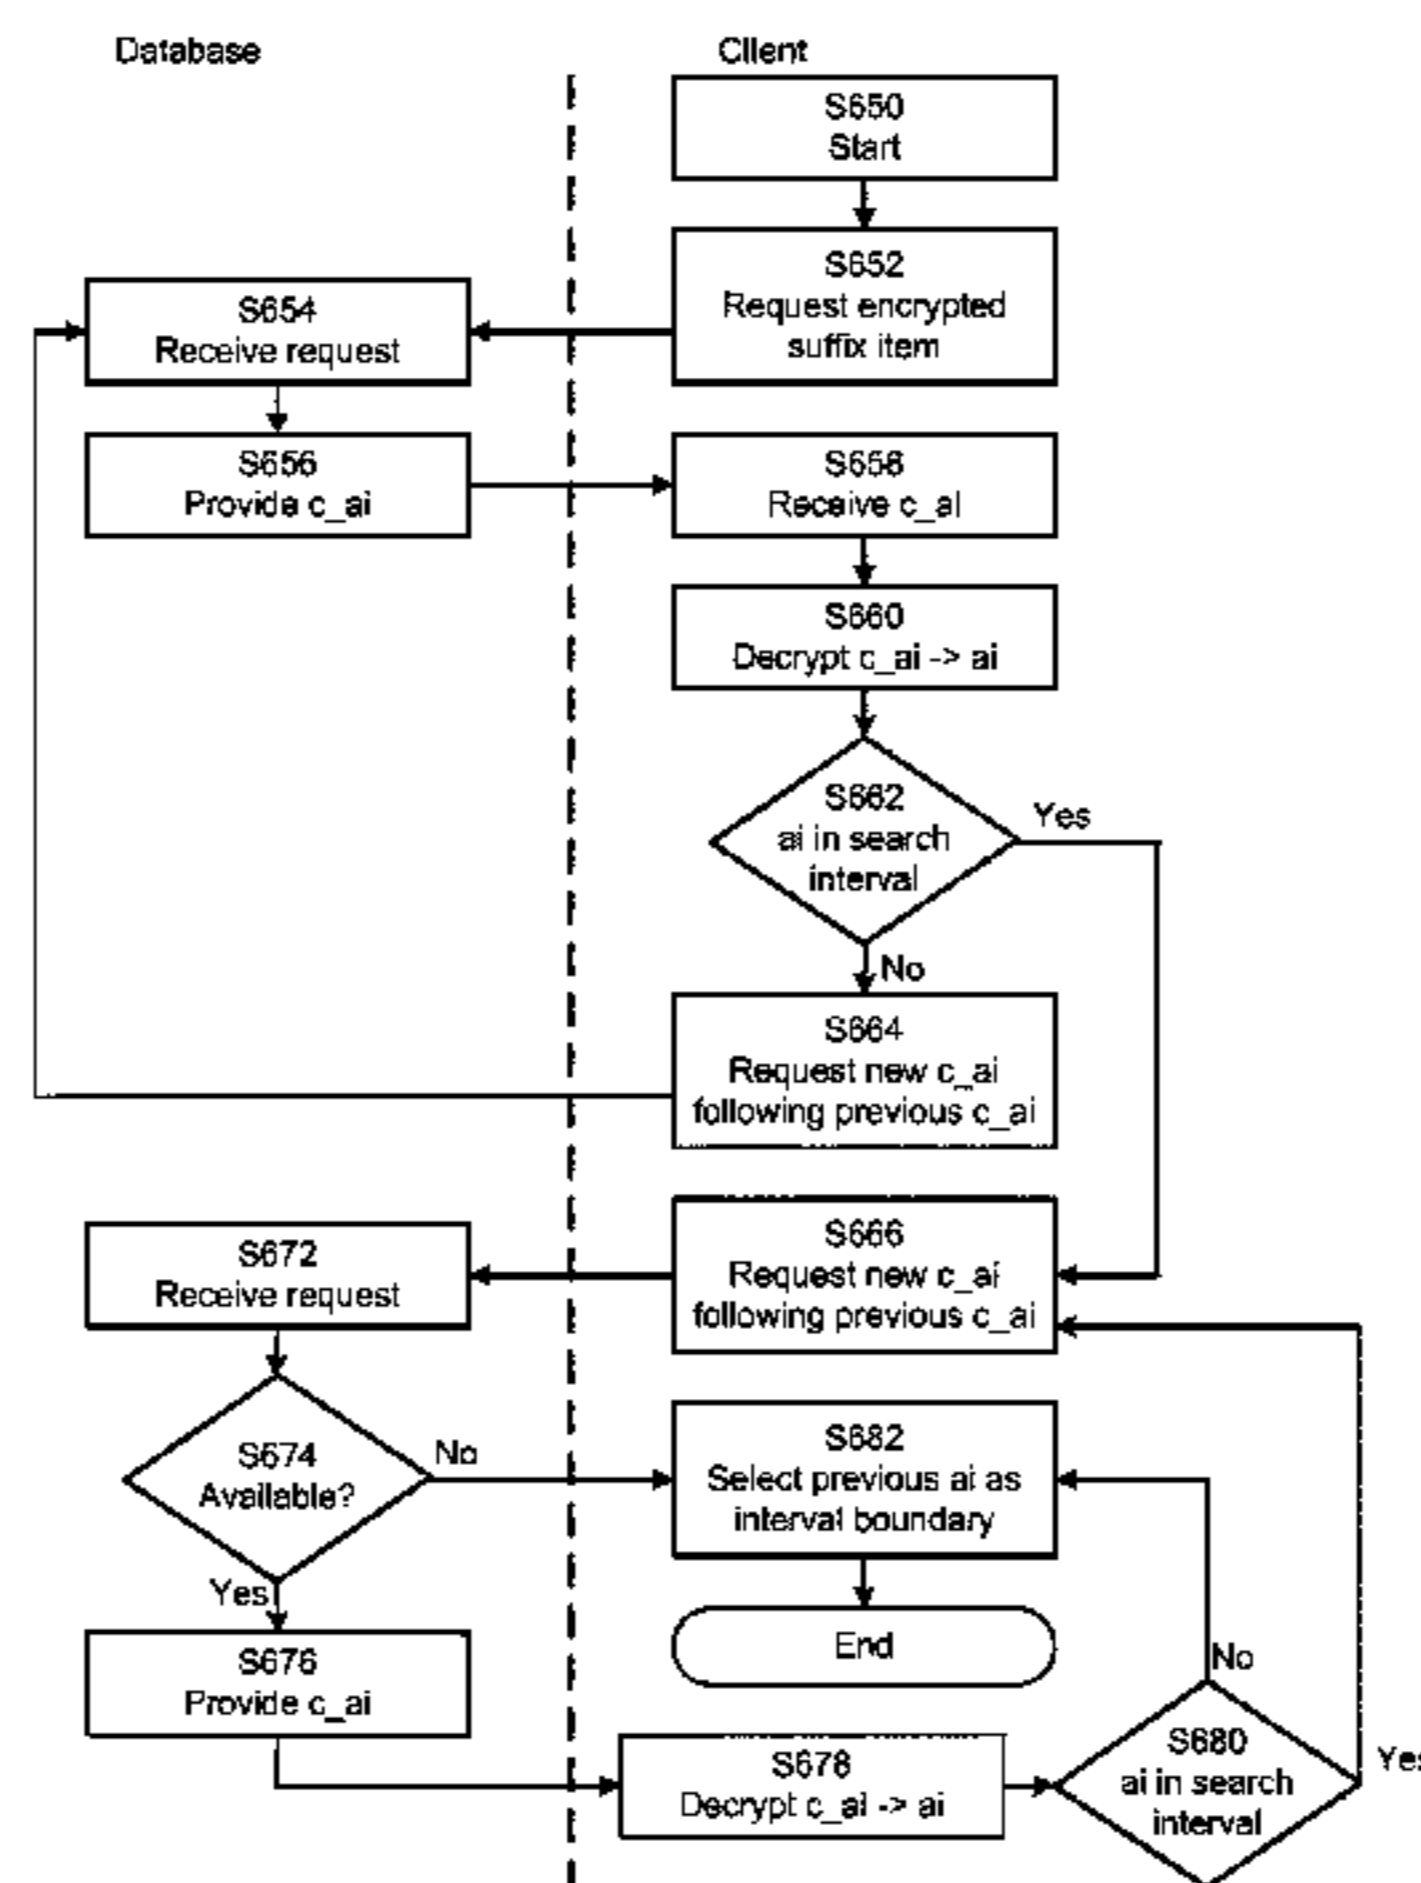 Database
Client
S650
Start
S652
Request encrypted
suffix item
S654
Receive request
S656
Provide c_ai
S658
Receive c_ai
S660
Decrypt c_ai -> ai
S662
ai in search
interval
Yes
No
S664
Request new c_ai
following previous c_ai
S666
Request new c_ai
following previous c_ai
S672
Receive request
S674
Available?
No
Yes
S682
Select previous ai as
interval boundary
End
S676
Provide c_ai
S678
Decrypt c_ai -> ai
No
S680
ai in search
interval
Yes